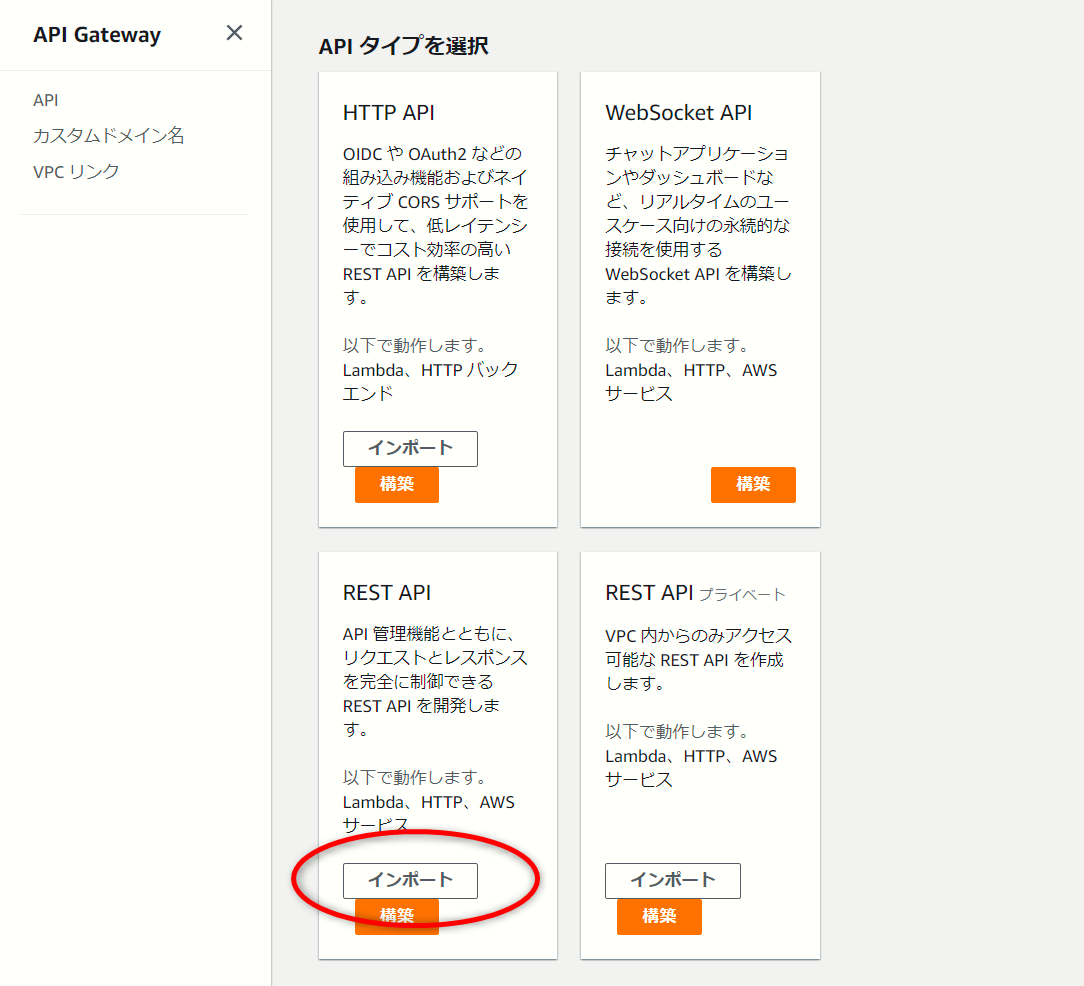 API Gateway
API
カスタムドメイン名
VPC リンク
API タイプを選択
HTTP API
OIDC や OAuth2 などの
組み込み機能およびネイ
ティブ CORS サポートを
使用して、低レイテンシ
ーでコスト効率の高い
REST API を構築しま
す。
以下で動作します。
Lambda、HTTP バック
エンド
インポート
構築
WebSocket API
チャットアプリケーショ
ンやダッシュボードな
ど、リアルタイムのユー
スケース向けの永続的な
接続を使用する
WebSocket API を構築し
ます。
以下で動作します。
Lambda、HTTP、AWS
サービス
構築
REST API
API 管理機能とともに、
リクエストとレスポンス
を完全に制御できる
REST API を開発しま
す。
以下で動作します。
Lambda、HTTP、AWS
サービス
インポート
構築
REST API プライベート
VPC 内からのみアクセス
可能な REST API を作成
します。
以下で動作します。
Lambda、HTTP、AWS
サービス
インポート
構築